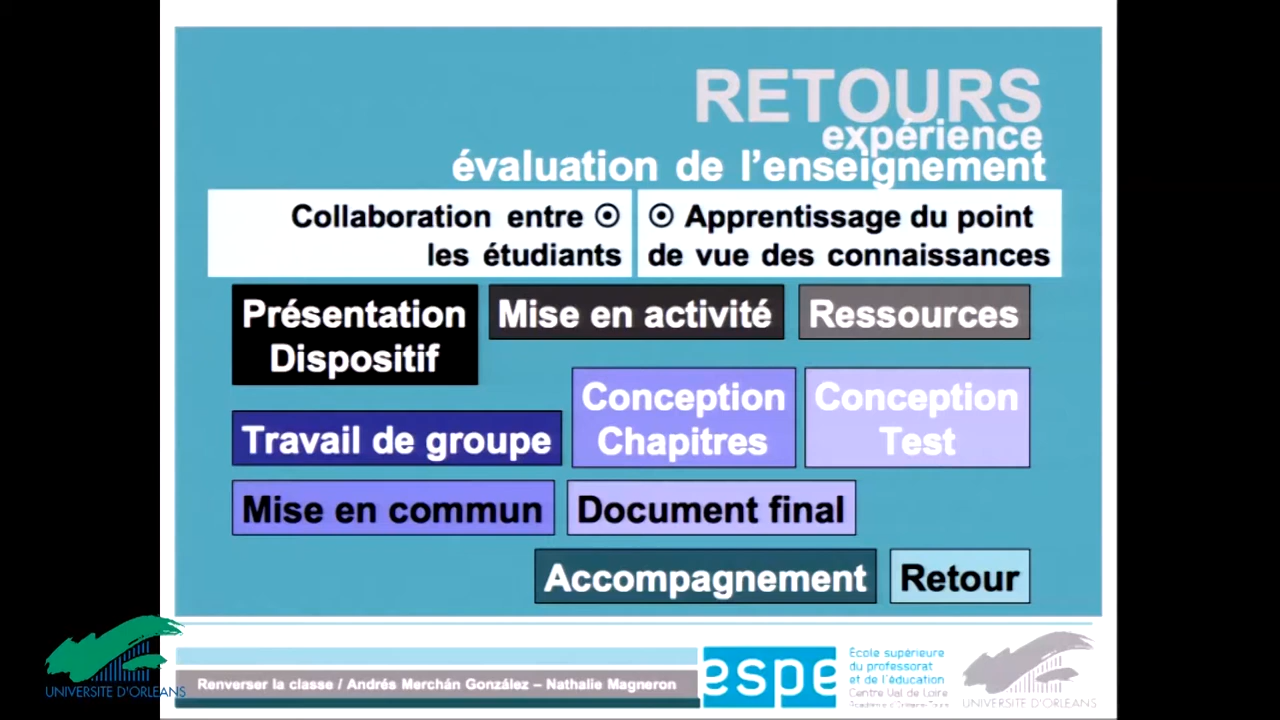 RETOURS
expérience
évaluation de l'enseignement
Collaboration entre
les étudiants
Apprentissage du point
de vue des connaissances
Présentation
Dispositif
Mise en activité
Ressources
Travail de groupe
Conception
Chapitres
Conception
Test
Mise en commun
Document final
Accompagnement
Retour
Renverser la classe / Andrés Merchán González – Nathalie Magneron
espe
École supérieure
du professorat
et de l'éducation
Centre Val de Loire
Académie d'Orléans-Tours
UNIVERSITE D'ORLEANS
UNIVERSITE D'ORLEANS